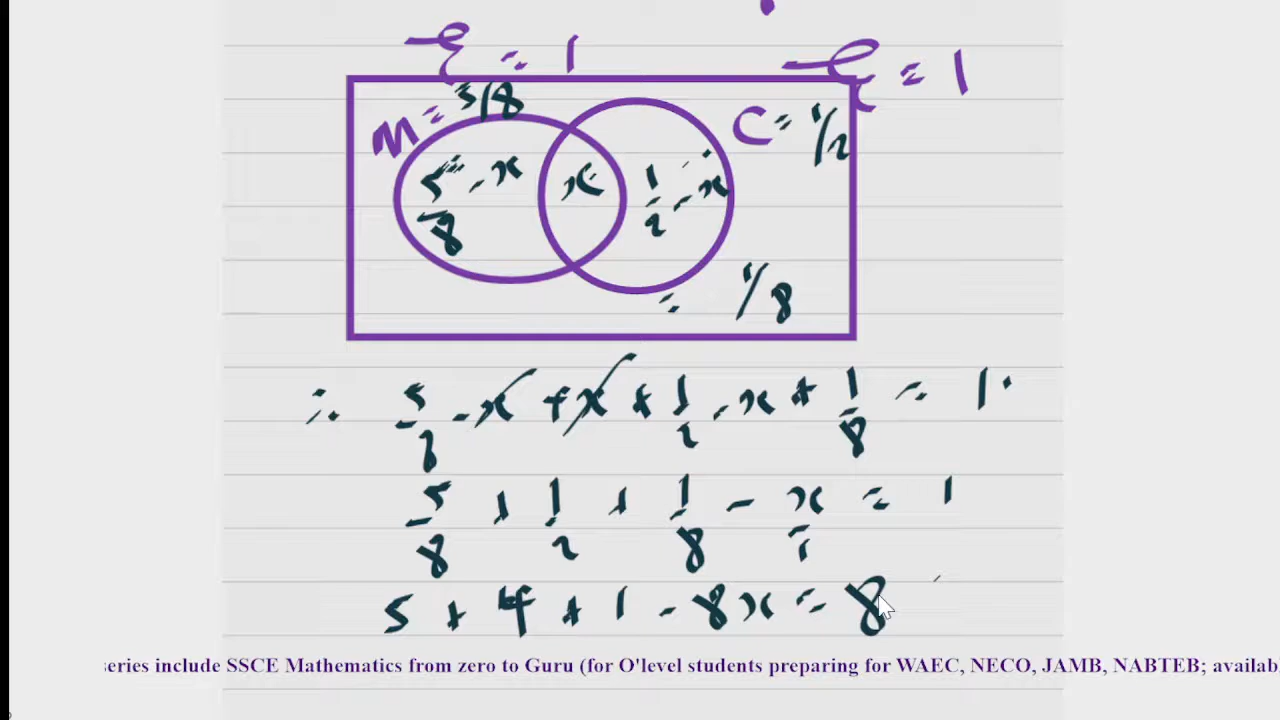 ℰ = 1
ℰ = 1
M = 5/8
C = 1/2
5/8 - x
x
1/2 - x
= 1/8
∴ 5/8 - x + x + 1/2 - x + 1/8 = 1.
5/8 + 1/2 + 1/8 - x/1 = 1
5 + 4 + 1 - 8x = 8
series include SSCE Mathematics from zero to Guru (for O'level students preparing for WAEC, NECO, JAMB, NABTEB; availab